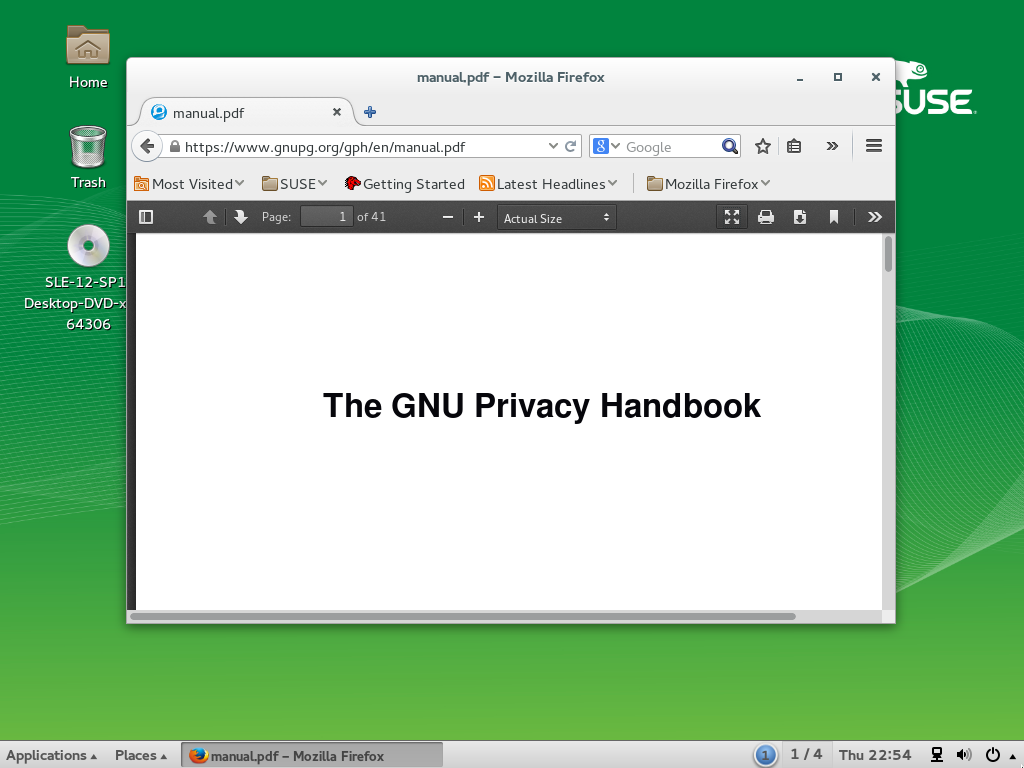 Home
Trash
SLE-12-SP1
Desktop-DVD-x
64306
SUSE
manual.pdf – Mozilla Firefox
manual.pdf
https://www.gnupg.org/gph/en/manual.pdf
8 Google
Most Visited SUSE Getting Started Latest Headlines Mozilla Firefox
Page: 1 of 41 Actual Size
The GNU Privacy Handbook
Applications Places manual.pdf – Mozilla Firefox 1 1 / 4 Thu 22:54